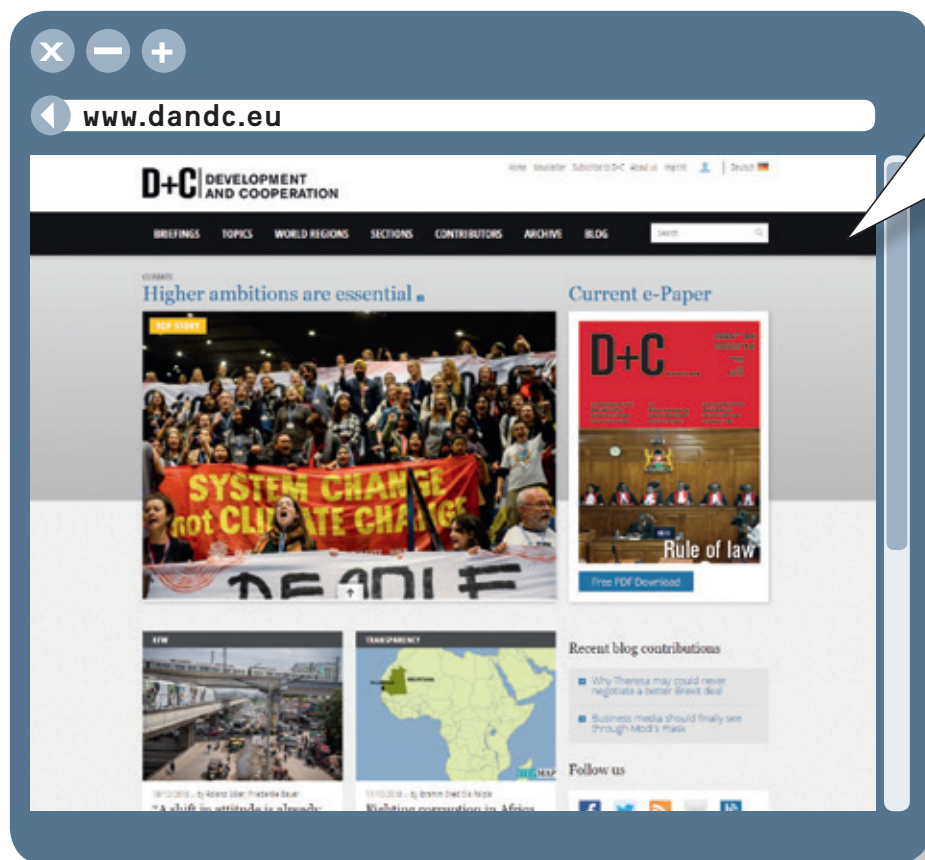 www.dandc.eu
D+C DEVELOPMENT
AND COOPERATION
Home Newsletter Subscribe to D+C About us Imprint Deutsch
BRIEFINGS TOPICS WORLD REGIONS SECTIONS CONTRIBUTORS ARCHIVE BLOG Search
CLIMATE
Higher ambitions are essential
Current e-Paper
TOP STORY
D+C
SYSTEM CHANGE
not CLIMATE CHANGE
Rule of law
Free PDF Download
KFW
TRANSPARENCY
Recent blog contributions
Why Theresa may could never
negotiate a better Brexit deal
Business media should finally see
through Modi's mask
MAP
Follow us
"A shift in attitude is already
Fighting corruption in Africa